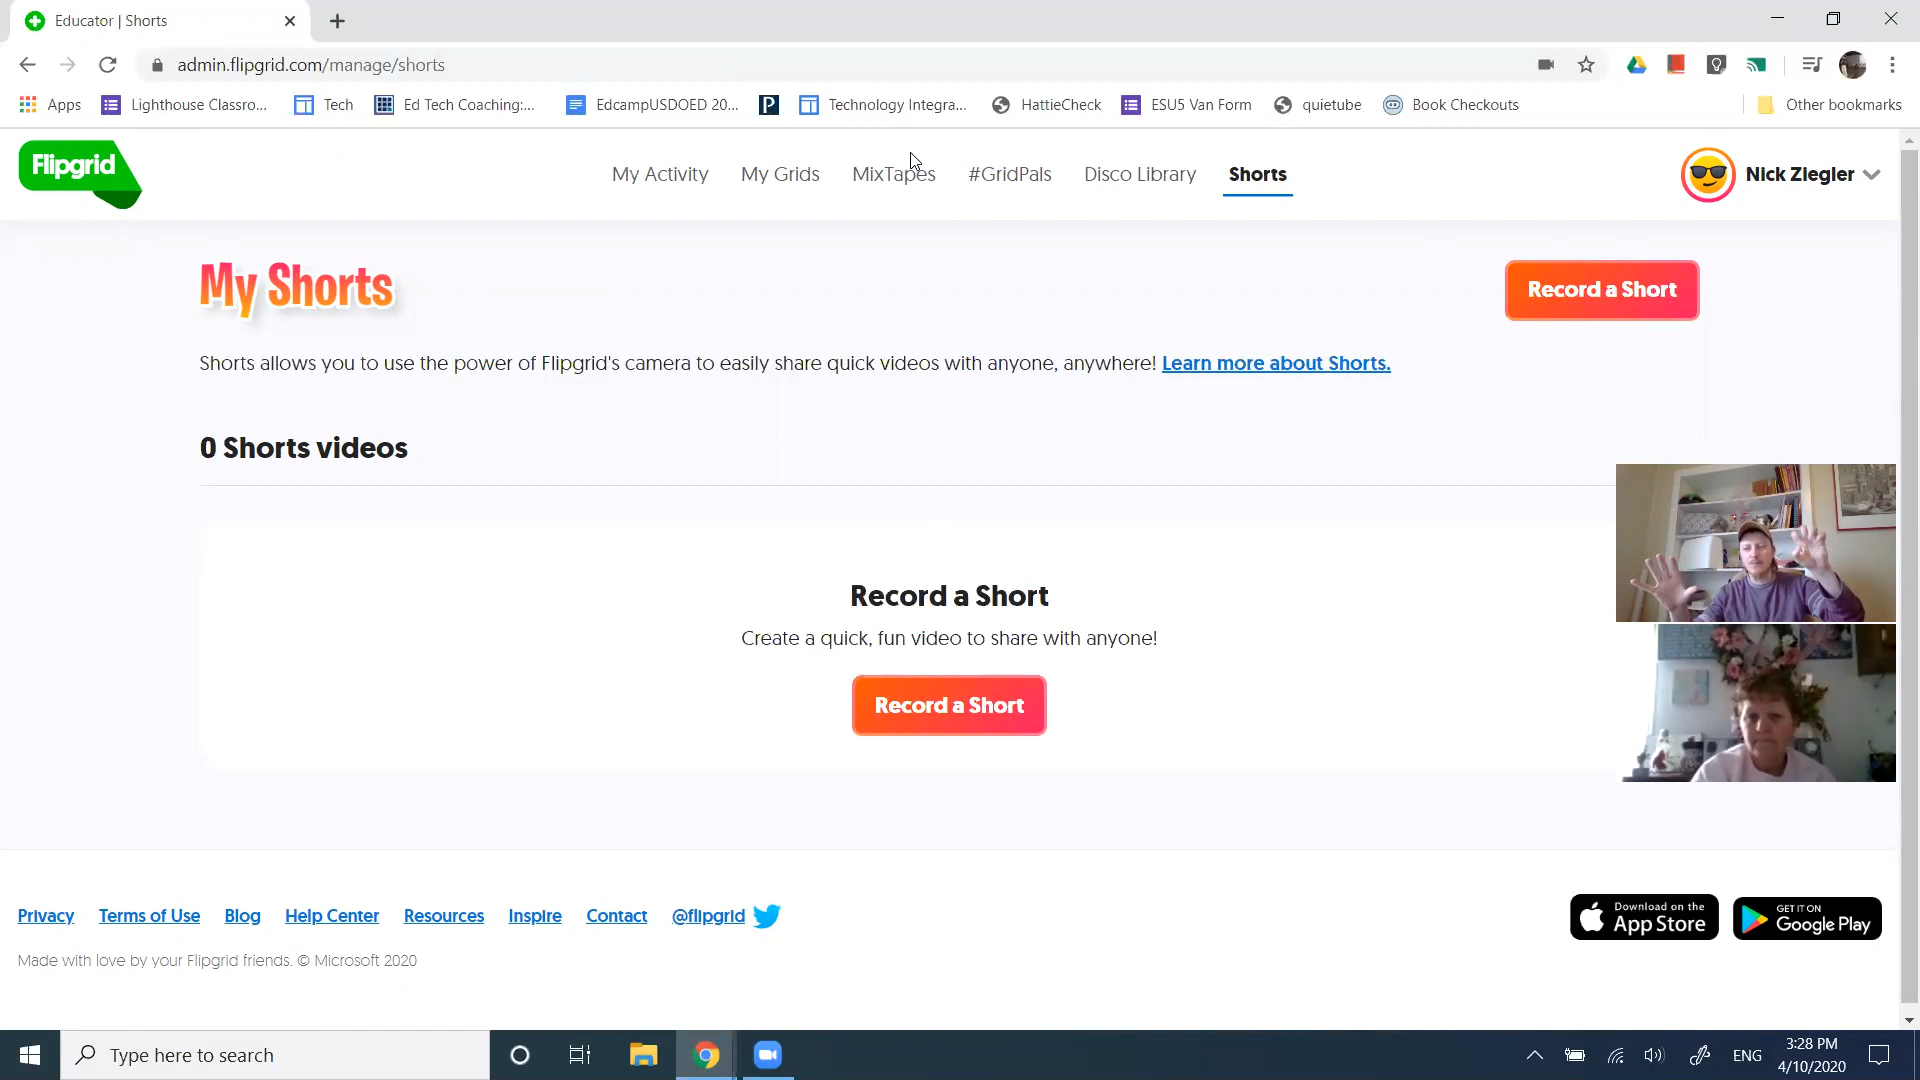 Educator | Shorts
admin.flipgrid.com/manage/shorts
Apps Lighthouse Classro... Tech Ed Tech Coaching:... EdcampUSDOED 20... P Technology Integra... HattieCheck ESU5 Van Form quietube Book Checkouts Other bookmarks
Flipgrid My Activity My Grids MixTapes #GridPals Disco Library Shorts Nick Ziegler
My Shorts
Record a Short
Shorts allows you to use the power of Flipgrid's camera to easily share quick videos with anyone, anywhere! Learn more about Shorts.
0 Shorts videos
Record a Short
Create a quick, fun video to share with anyone!
Record a Short
Privacy Terms of Use Blog Help Center Resources Inspire Contact @flipgrid
Download on the App Store
GET IT ON Google Play
Made with love by your Flipgrid friends. © Microsoft 2020
Type here to search
ENG
3:28 PM
4/10/2020